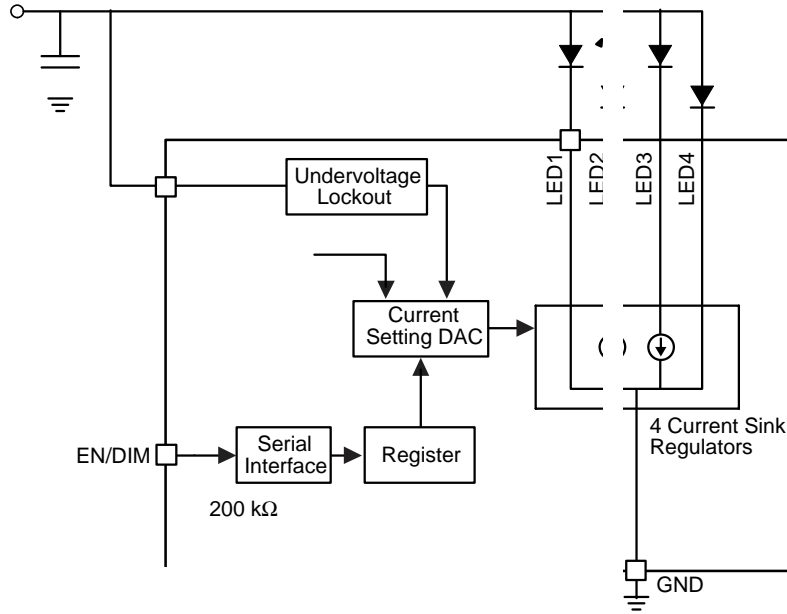 LED1
LED2
LED3
LED4
Undervoltage
Lockout
Current
Setting DAC
4 Current Sink
Regulators
EN/DIM
Serial
Interface
Register
200 kΩ
GND